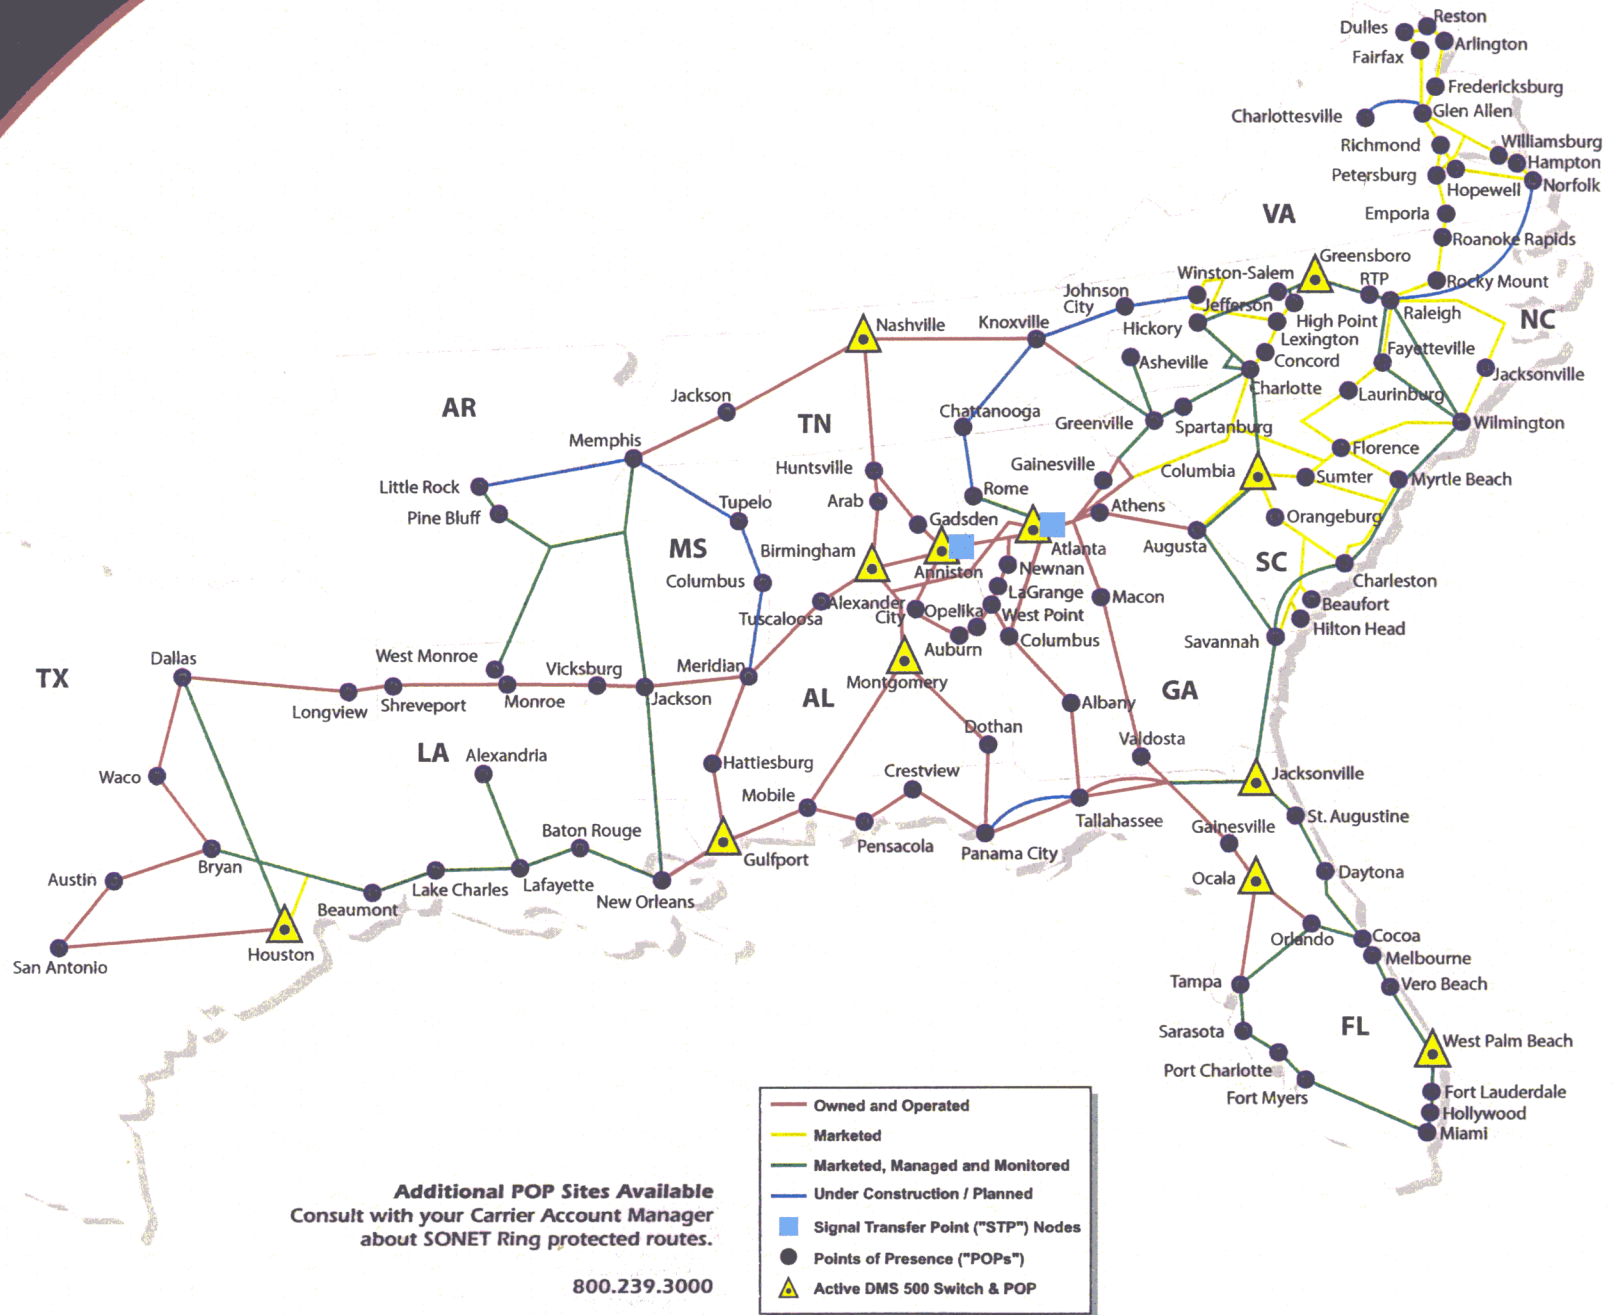 Reston
Dulles
Arlington
Fairfax
Fredericksburg
Glen Allen
Charlottesville
Richmond
Williamsburg
Hampton
Petersburg
Hopewell
Norfolk
Emporia
VA
Roanoke Rapids
Greensboro
Winston-Salem
RTP
Rocky Mount
Johnson
City
Jefferson
Raleigh
NC
Nashville
Knoxville
Hickory
High Point
Lexington
Fayetteville
Asheville
Concord
Jacksonville
Charlotte
Laurinburg
Jackson
AR
TN
Chattanooga
Greenville
Spartanburg
Wilmington
Memphis
Florence
Huntsville
Gainesville
Columbia
Sumter
Myrtle Beach
Little Rock
Rome
Tupelo
Arab
Athens
Pine Bluff
Gadsden
Orangeburg
MS
Birmingham
Atlanta
Augusta
SC
Anniston
Newnan
Columbus
Charleston
LaGrange
Macon
Alexander
City
Opelika
West Point
Beaufort
Tuscaloosa
Hilton Head
Auburn
Columbus
Savannah
TX
Dallas
West Monroe
Vicksburg
Meridian
Montgomery
GA
Longview
Shreveport
Monroe
Jackson
AL
Albany
Dothan
Valdosta
LA
Alexandria
Hattiesburg
Waco
Crestview
Jacksonville
Mobile
Tallahassee
St. Augustine
Baton Rouge
Gainesville
Bryan
Gulfport
Pensacola
Panama City
Austin
Lake Charles
Lafayette
Ocala
Daytona
Beaumont
New Orleans
Houston
Orlando
Cocoa
San Antonio
Melbourne
Tampa
Vero Beach
Sarasota
FL
West Palm Beach
Port Charlotte
Fort Myers
Fort Lauderdale
Hollywood
Miami
Owned and Operated
Marketed
Marketed, Managed and Monitored
Under Construction / Planned
Signal Transfer Point ("STP") Nodes
Points of Presence ("POPs")
Active DMS 500 Switch & POP
Additional POP Sites Available
Consult with your Carrier Account Manager
about SONET Ring protected routes.
800.239.3000